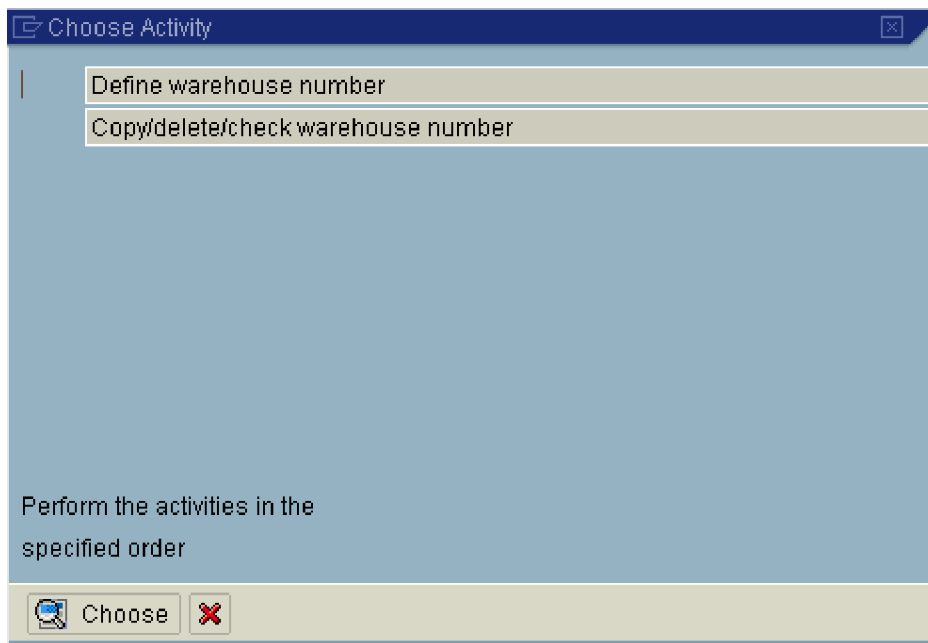 Choose Activity
Define warehouse number
Copy/delete/check warehouse number
Perform the activities in the
specified order
Choose